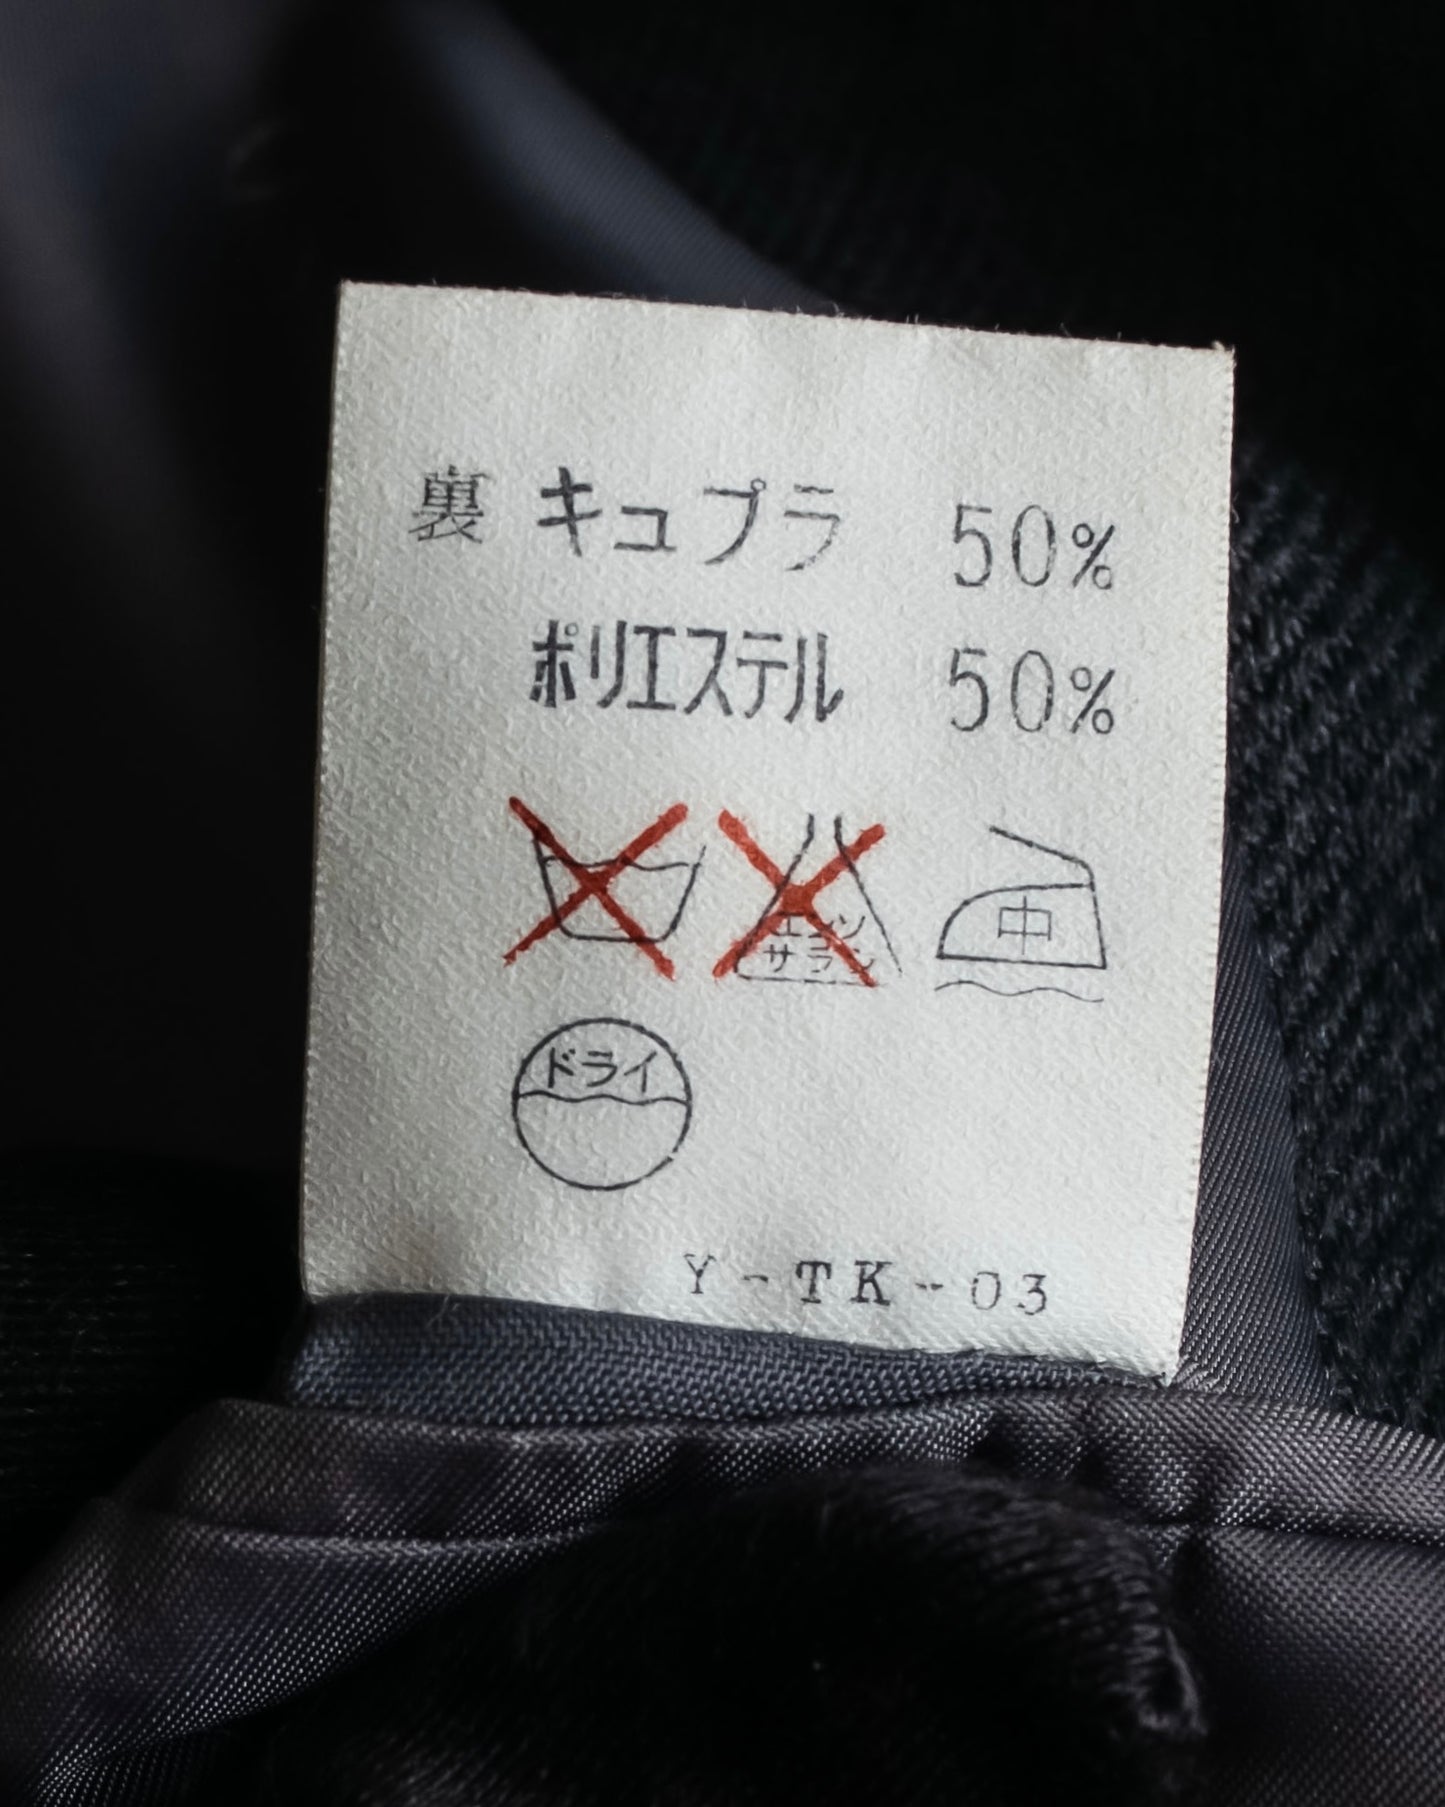 裏 キュプラ 50%
ポリエステル 50%
エンソ
サラシ
中
ドライ
Y-TK-03